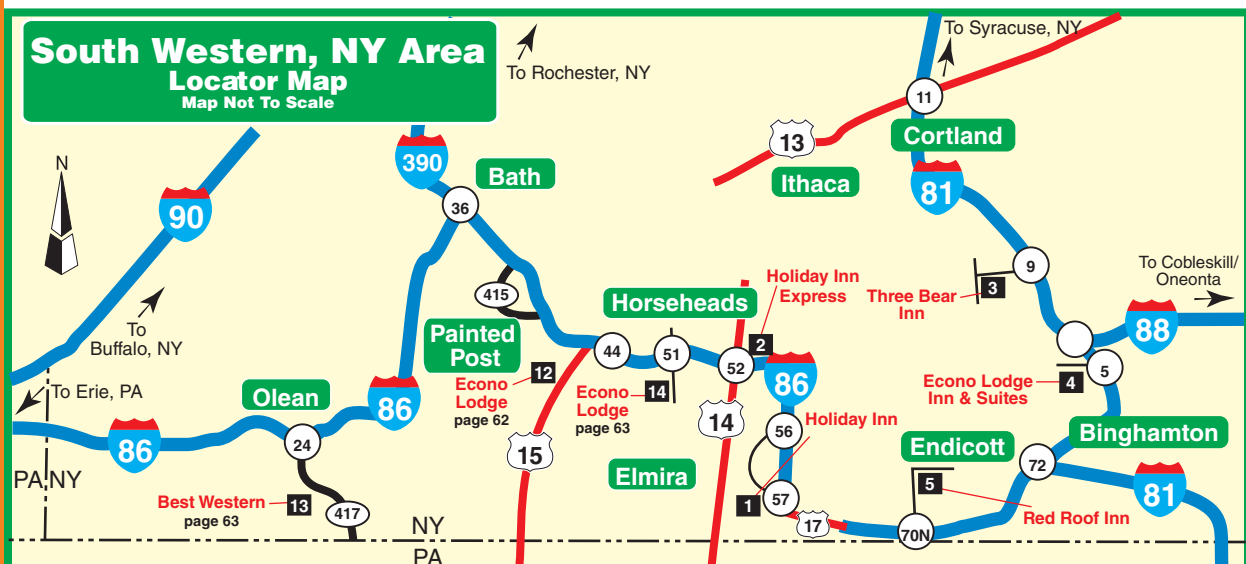 South Western, NY Area
Locator Map
Map Not To Scale
To Rochester, NY
To Syracuse, NY
11
13
Cortland
Ithaca
N
390
Bath
81
90
36
To Cobleskill/
Oneonta
9
Three Bear
Inn
3
88
415
Holiday Inn
Express
Horseheads
To
Buffalo, NY
Painted
Post
44
51
52
2
12
Econo
Lodge
page 62
14
Econo
Lodge
page 63
86
5
Econo Lodge
Inn & Suites
4
To Erie, PA
Olean
86
14
Holiday Inn
56
Endicott
Binghamton
86
24
15
Elmira
72
PA
NY
Best Western
page 63
13
417
1
57
17
5
Red Roof Inn
81
70N
NY
PA